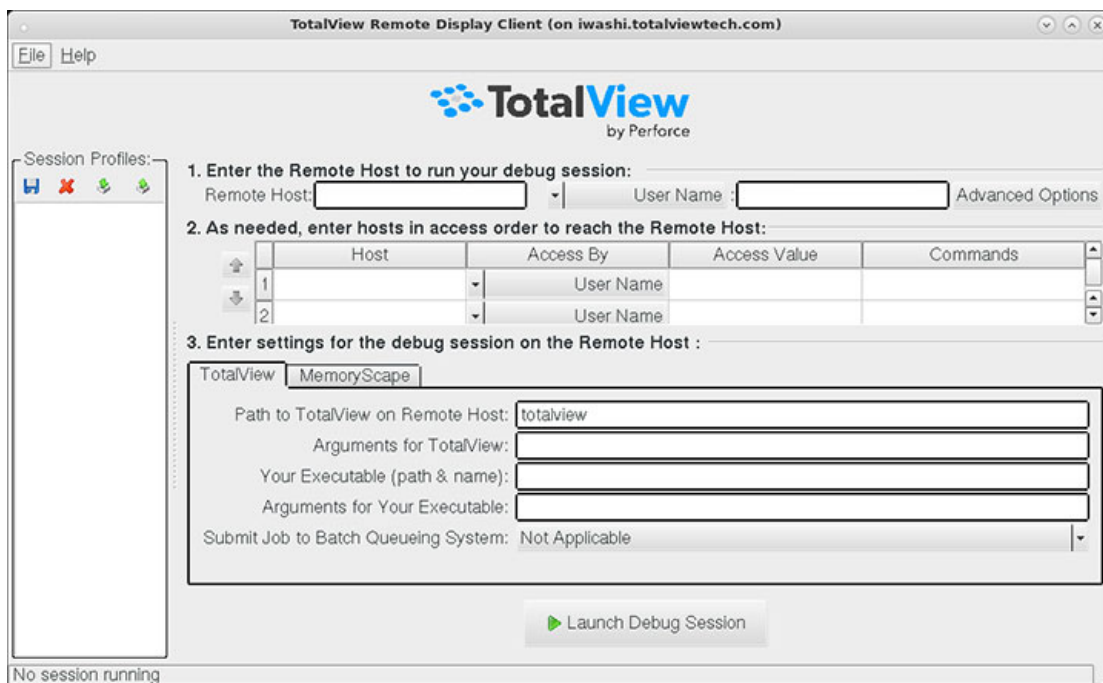 TotalView Remote Display Client (on iwashi.totalviewtech.com)
File Help
TotalView
by Perforce
Session Profiles:
1. Enter the Remote Host to run your debug session:
Remote Host: User Name : Advanced Options
2. As needed, enter hosts in access order to reach the Remote Host:
Host Access By Access Value Commands
1 User Name
2 User Name
3. Enter settings for the debug session on the Remote Host :
TotalView MemoryScape
Path to TotalView on Remote Host: totalview
Arguments for TotalView:
Your Executable (path & name):
Arguments for Your Executable:
Submit Job to Batch Queueing System: Not Applicable
Launch Debug Session
No session running